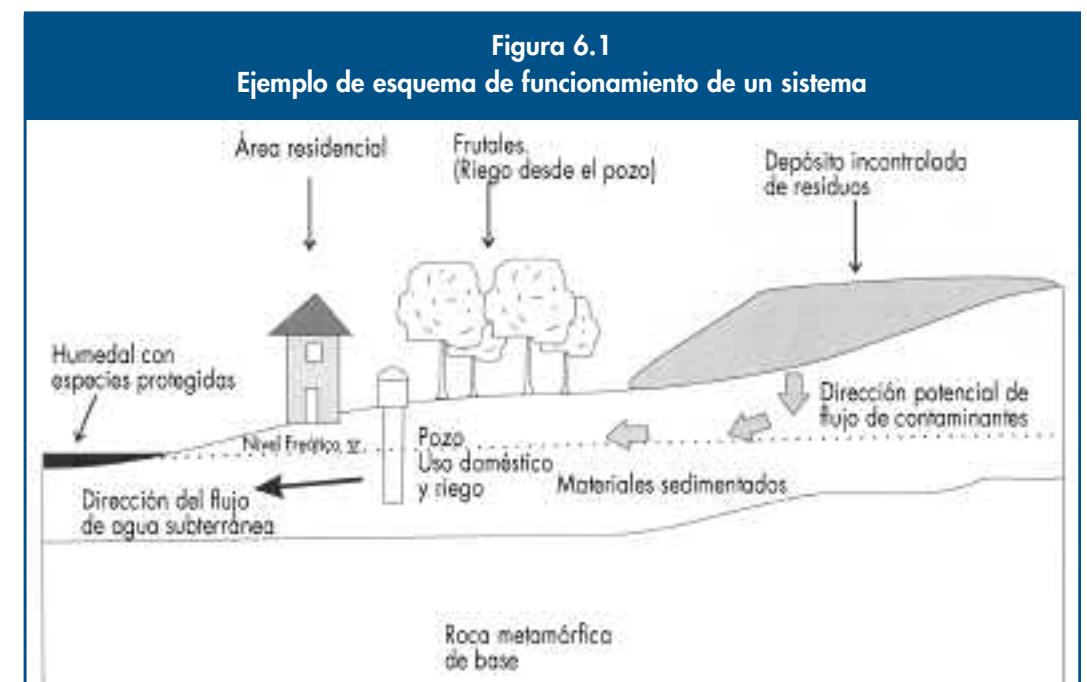 Figura 6.1
Ejemplo de esquema de funcionamiento de un sistema
Área residencial
Frutales.
(Riego desde el pozo)
Depósito incontrolada
de residuos
Humedal con
especies protegidas
Dirección potencial de
flujo de contaminantes
Nivel Freático
Pozo
Uso doméstico
y riego
Materiales sedimentados
Dirección del flujo
de agua subterránea
Roca metamárfica
de base